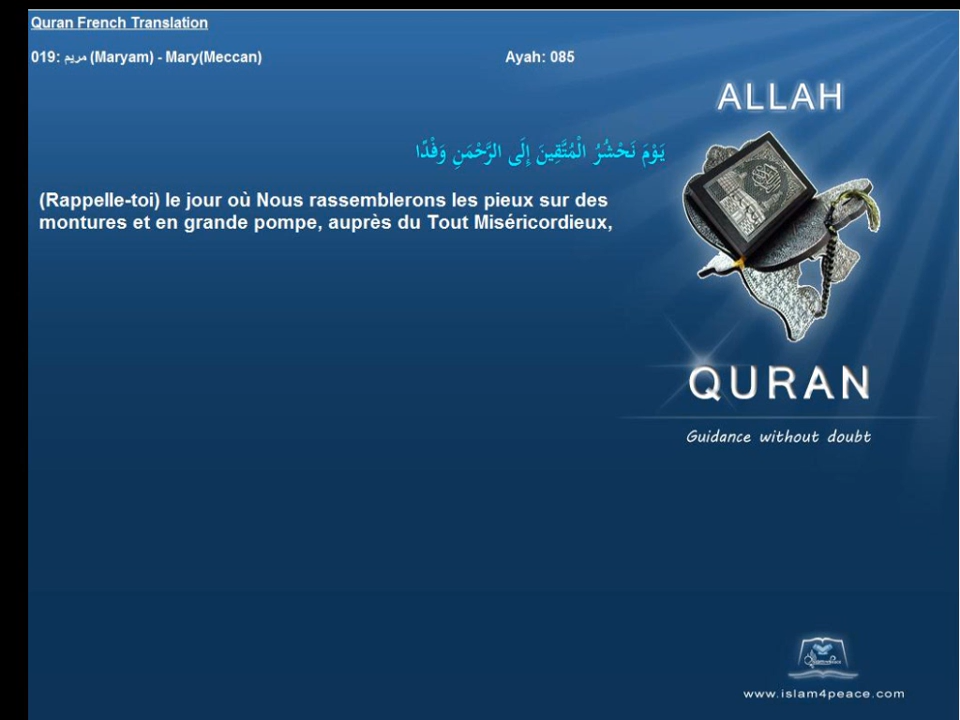 Quran French Translation
019: مريم (Maryam) - Mary(Meccan) Ayah: 085
ALLAH
يَوْمَ نَحْشُرُ الْمُتَّقِينَ إِلَى الرَّحْمَنِ وَفْدًا
(Rappelle-toi) le jour où Nous rassemblerons les pieux sur des
montures et en grande pompe, auprès du Tout Miséricordieux,
QURAN
Guidance without doubt
www.islam4peace.com